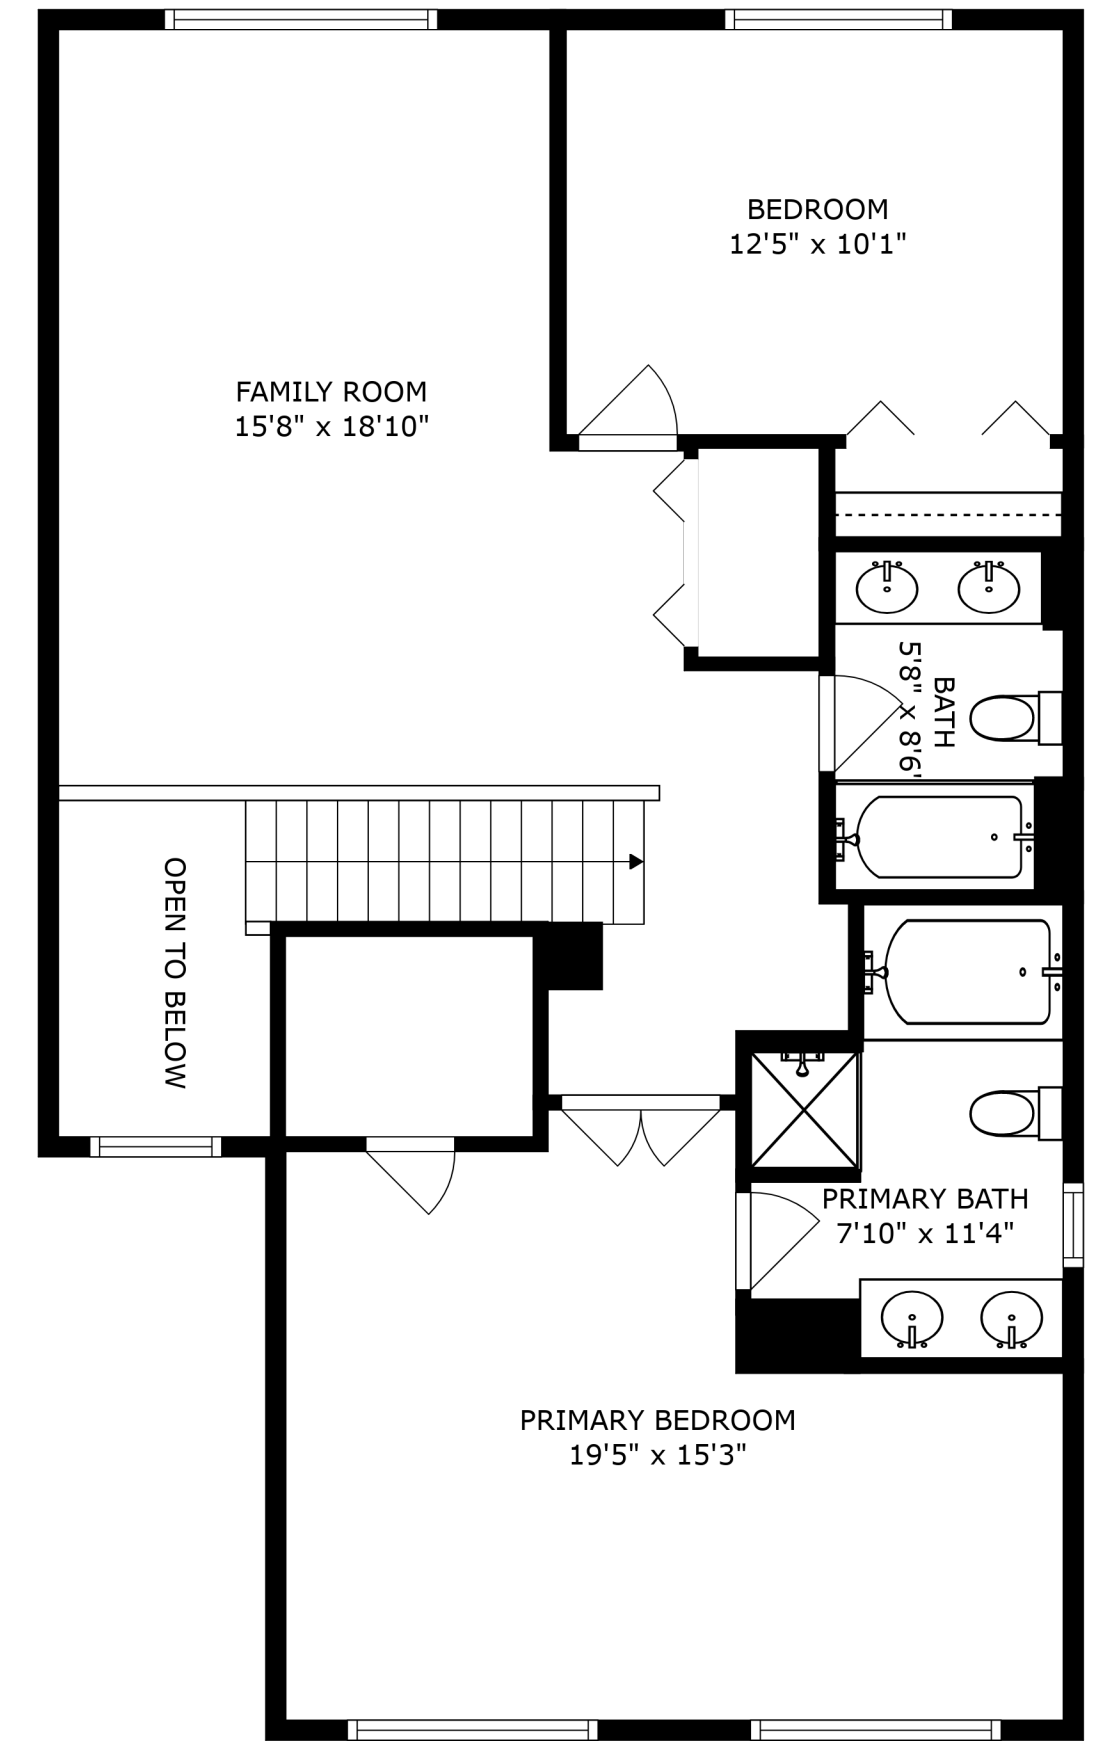 BEDROOM
12'5" x 10'1"
FAMILY ROOM
15'8" x 18'10"
BATH
5'8" x 8'6'
OPEN TO BELOW
PRIMARY BATH
7'10" x 11'4"
PRIMARY BEDROOM
19'5" x 15'3"